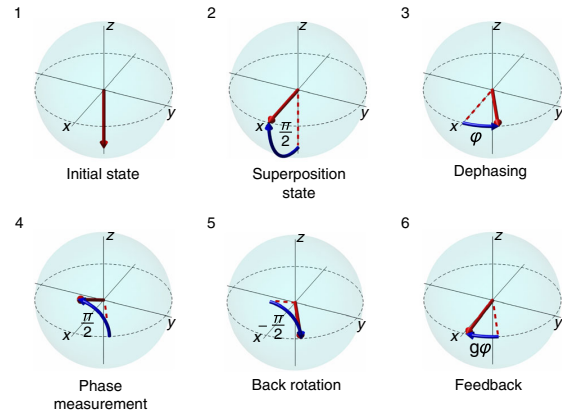 1
2
3
z
z
z
y
y
y
x
x
x
π/2
φ
Initial state
Superposition
state
Dephasing
4
5
6
z
z
z
y
y
y
x
x
x
π/2
−π/2
gφ
Phase
measurement
Back rotation
Feedback